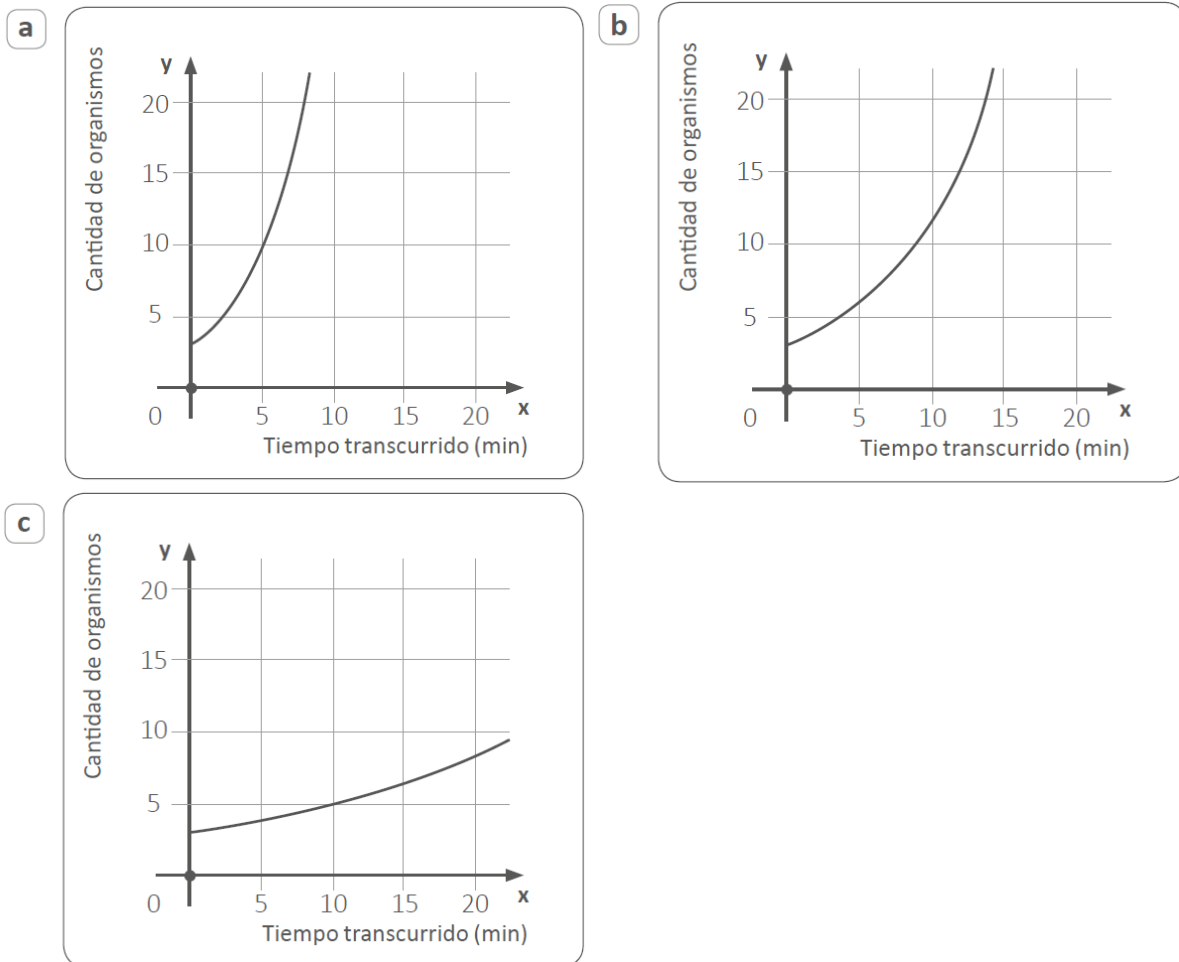 a
y
Cantidad de organismos
20
15
10
5
0
5 10 15 20 x
Tiempo transcurrido (min)
b
y
Cantidad de organismos
20
15
10
5
0
5 10 15 20 x
Tiempo transcurrido (min)
c
y
Cantidad de organismos
20
15
10
5
0
5 10 15 20 x
Tiempo transcurrido (min)